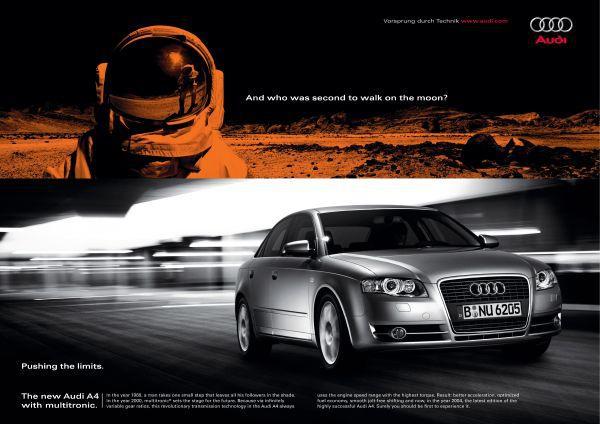 Vorsprung durch Technik www.audi.com
Audi
And who was second to walk on the moon?
B NU 6205
Pushing the limits.
The new Audi A4
with multitronic.
In the year 1969, a man takes one small step that leaves all his followers in the shade.
In the year 2000, multitronic® sets the stage for the future. Because via infinitely
variable gear ratios, this revolutionary transmission technology in the Audi A4 always
uses the engine speed range with the highest torque. Result: better acceleration, optimized
fuel economy, smooth jolt-free shifting and now, in the year 2004, the latest edition of the
highly successful Audi A4. Surely you should be first to experience it.